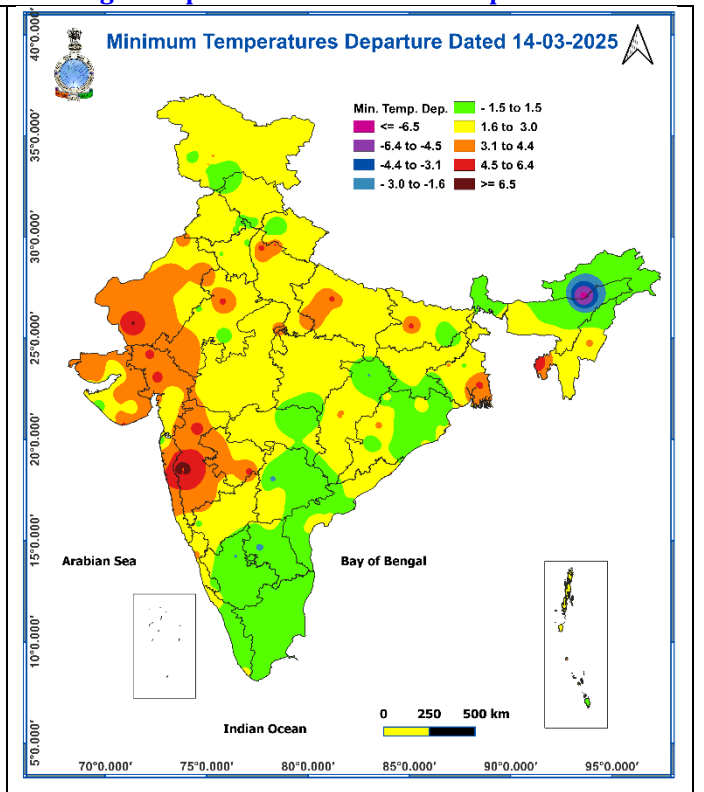 Minimum Temperatures Departure Dated 14-03-2025
Min. Temp. Dep.
<= -6.5
-6.4 to -4.5
-4.4 to -3.1
- 3.0 to -1.6
- 1.5 to 1.5
1.6 to 3.0
3.1 to 4.4
4.5 to 6.4
>= 6.5
40°0.000'
35°0.000'
30°0.000'
25°0.000'
20°0.000'
15°0.000'
10°0.000'
5°0.000'
Arabian Sea
Bay of Bengal
Indian Ocean
0 250 500 km
70°0.000' 75°0.000' 80°0.000' 85°0.000' 90°0.000' 95°0.000'